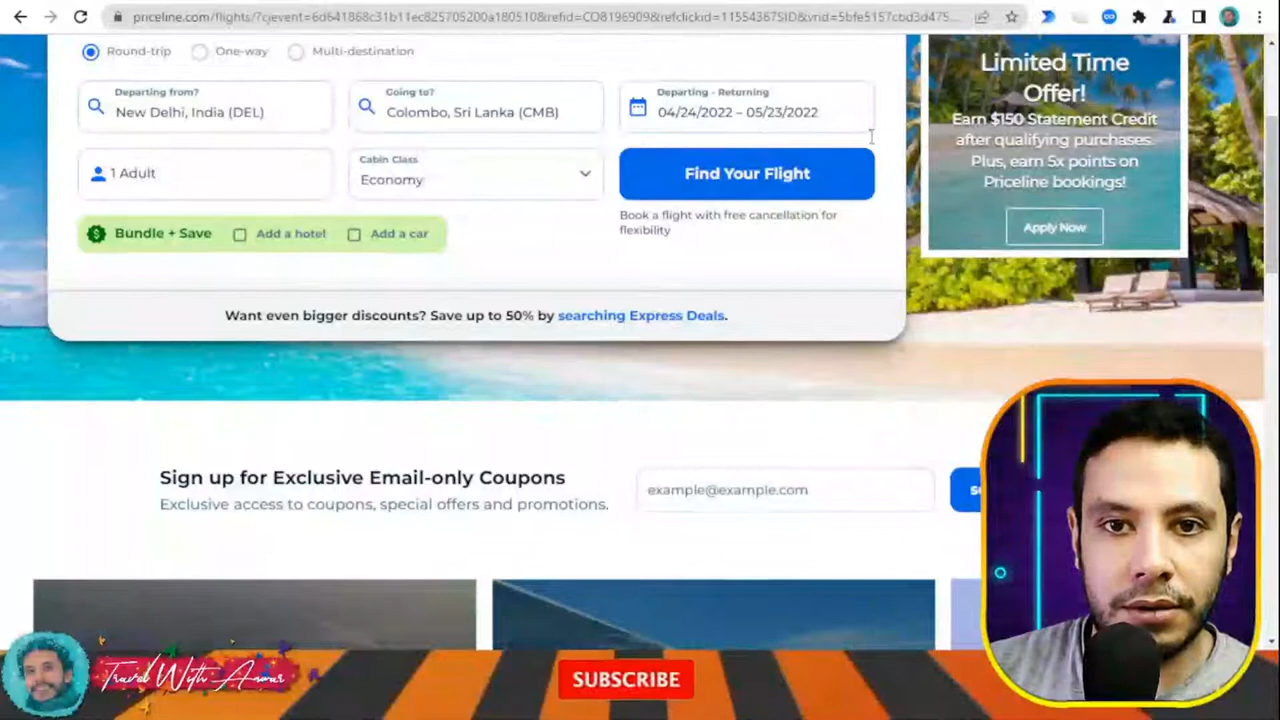 priceline.com/flights/?cjevent=6d641868c31b11ec825705200a180510&refid=CO8196909&refclickid=11554367SID&vrid=5bfe5157cbd3d475...
Round-trip One-way Multi-destination
Departing from?
New Delhi, India (DEL)
Going to?
Colombo, Sri Lanka (CMB)
Departing - Returning
04/24/2022 – 05/23/2022
1 Adult
Cabin Class
Economy
Find Your Flight
Book a flight with free cancellation for
flexibility
Bundle + Save Add a hotel Add a car
Want even bigger discounts? Save up to 50% by searching Express Deals.
Limited Time
Offer!
Earn $150 Statement Credit
after qualifying purchases.
Plus, earn 5x points on
Priceline bookings!
Apply Now
Sign up for Exclusive Email-only Coupons
Exclusive access to coupons, special offers and promotions.
example@example.com
Travel With Anour
SUBSCRIBE